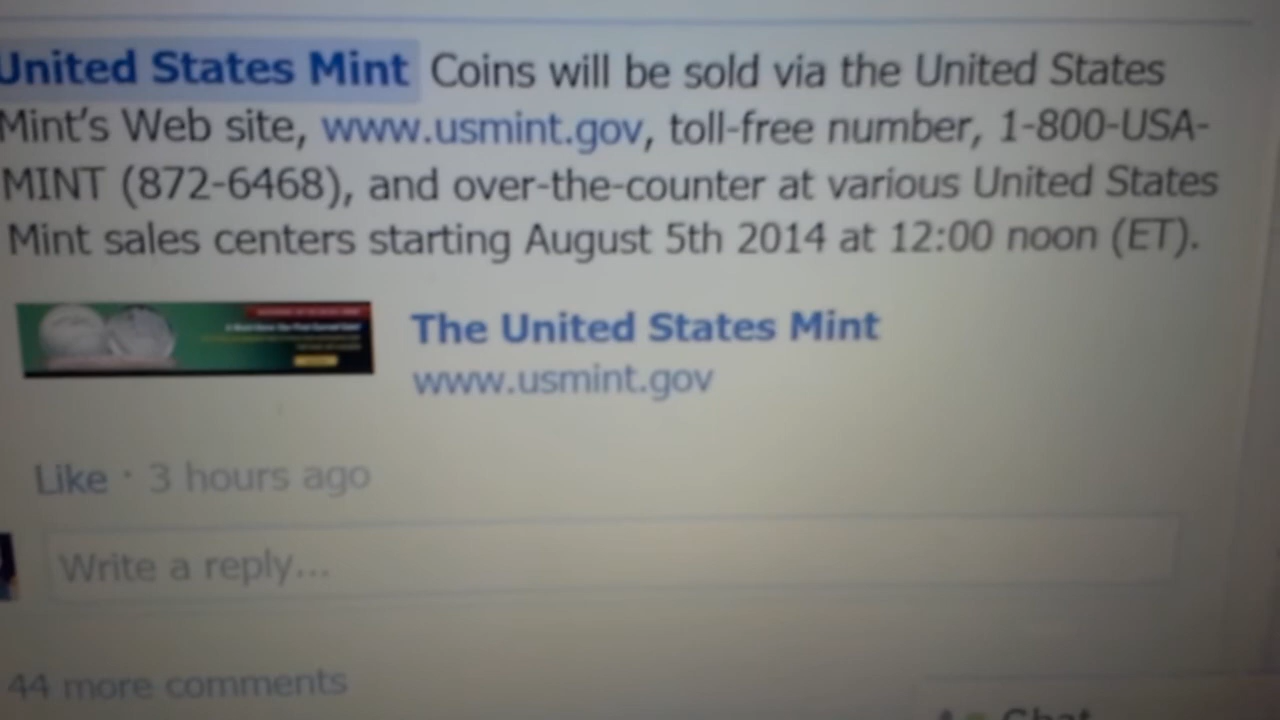 United States Mint Coins will be sold via the United States
Mint's Web site, www.usmint.gov, toll-free number, 1-800-USA-
MINT (872-6468), and over-the-counter at various United States
Mint sales centers starting August 5th 2014 at 12:00 noon (ET).
The United States Mint
www.usmint.gov
Like · 3 hours ago
Write a reply...
44 more comments
Chat